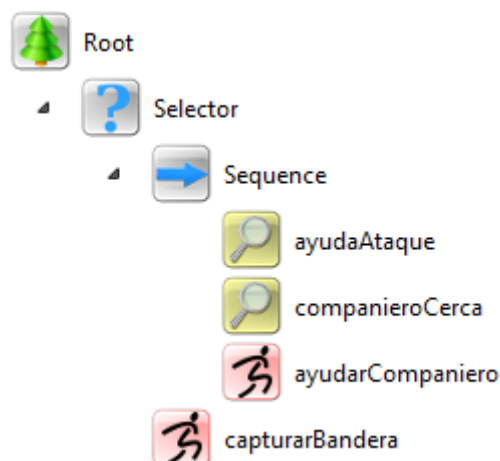 Root
Selector
Sequence
ayudaAtaque
companieroCerca
ayudarCompaniero
capturarBandera